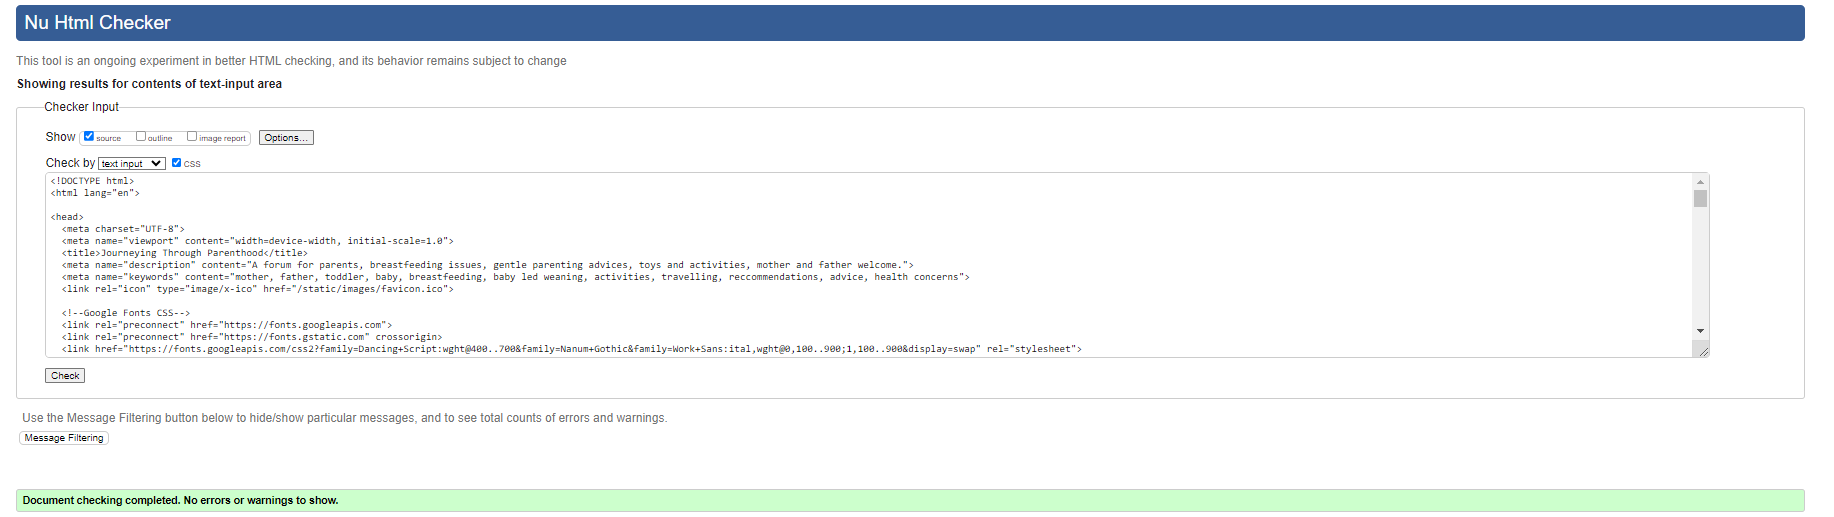 Nu Html Checker
This tool is an ongoing experiment in better HTML checking, and its behavior remains subject to change
Showing results for contents of text-input area
Checker Input
Show source outline image report Options...
Check by text input css
<!DOCTYPE html>
<html lang="en">
<head>
<meta charset="UTF-8">
<meta name="viewport" content="width=device-width, initial-scale=1.0">
<title>Journeying Through Parenthood</title>
<meta name="description" content="A forum for parents, breastfeeding issues, gentle parenting advices, toys and activities, mother and father welcome.">
<meta name="keywords" content="mother, father, toddler, baby, breastfeeding, baby led weaning, activities, travelling, reccommendations, advice, health concerns">
<link rel="icon" type="image/x-ico" href="/static/images/favicon.ico">
<!--Google Fonts CSS-->
<link rel="preconnect" href="https://fonts.googleapis.com">
<link rel="preconnect" href="https://fonts.gstatic.com" crossorigin>
<link href="https://fonts.googleapis.com/css2?family=Dancing+Script:wght@400..700&family=Nanum+Gothic&family=Work+Sans:ital,wght@0,100..900;1,100..900&display=swap" rel="stylesheet">
Check
Use the Message Filtering button below to hide/show particular messages, and to see total counts of errors and warnings.
Message Filtering
Document checking completed. No errors or warnings to show.